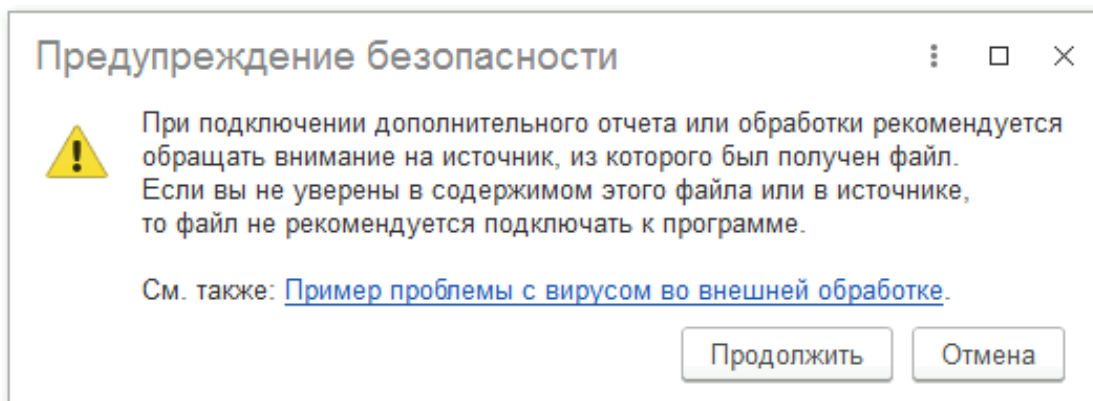 Предупреждение безопасности
При подключении дополнительного отчета или обработки рекомендуется
обращать внимание на источник, из которого был получен файл.
Если вы не уверены в содержимом этого файла или в источнике,
то файл не рекомендуется подключать к программе.
См. также: Пример проблемы с вирусом во внешней обработке.
Продолжить Отмена